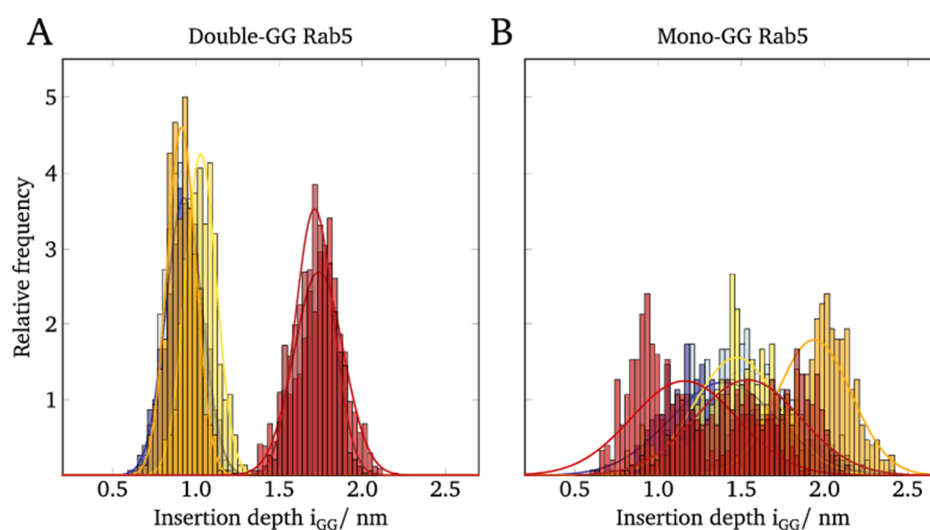 A
Double-GG Rab5
B
Mono-GG Rab5
Relative frequency
5
4
3
2
1
0.5 1.0 1.5 2.0 2.5
0.5 1.0 1.5 2.0 2.5
Insertion depth iGG/ nm
Insertion depth iGG/ nm